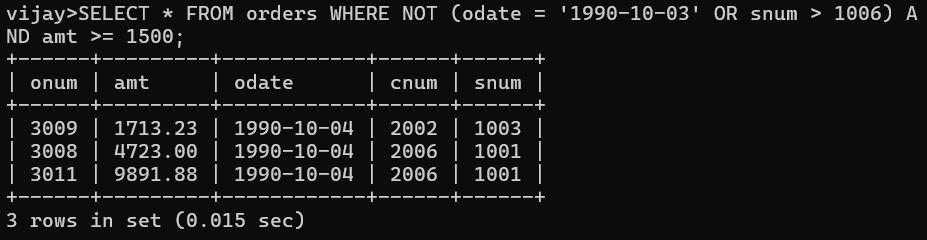 vijay>SELECT * FROM orders WHERE NOT (odate = '1990-10-03' OR snum > 1006) A
ND amt >= 1500;
+------+---------+------------+------+------+
| onum | amt     | odate      | cnum | snum |
+------+---------+------------+------+------+
| 3009 | 1713.23 | 1990-10-04 | 2002 | 1003 |
| 3008 | 4723.00 | 1990-10-04 | 2006 | 1001 |
| 3011 | 9891.88 | 1990-10-04 | 2006 | 1001 |
+------+---------+------------+------+------+
3 rows in set (0.015 sec)